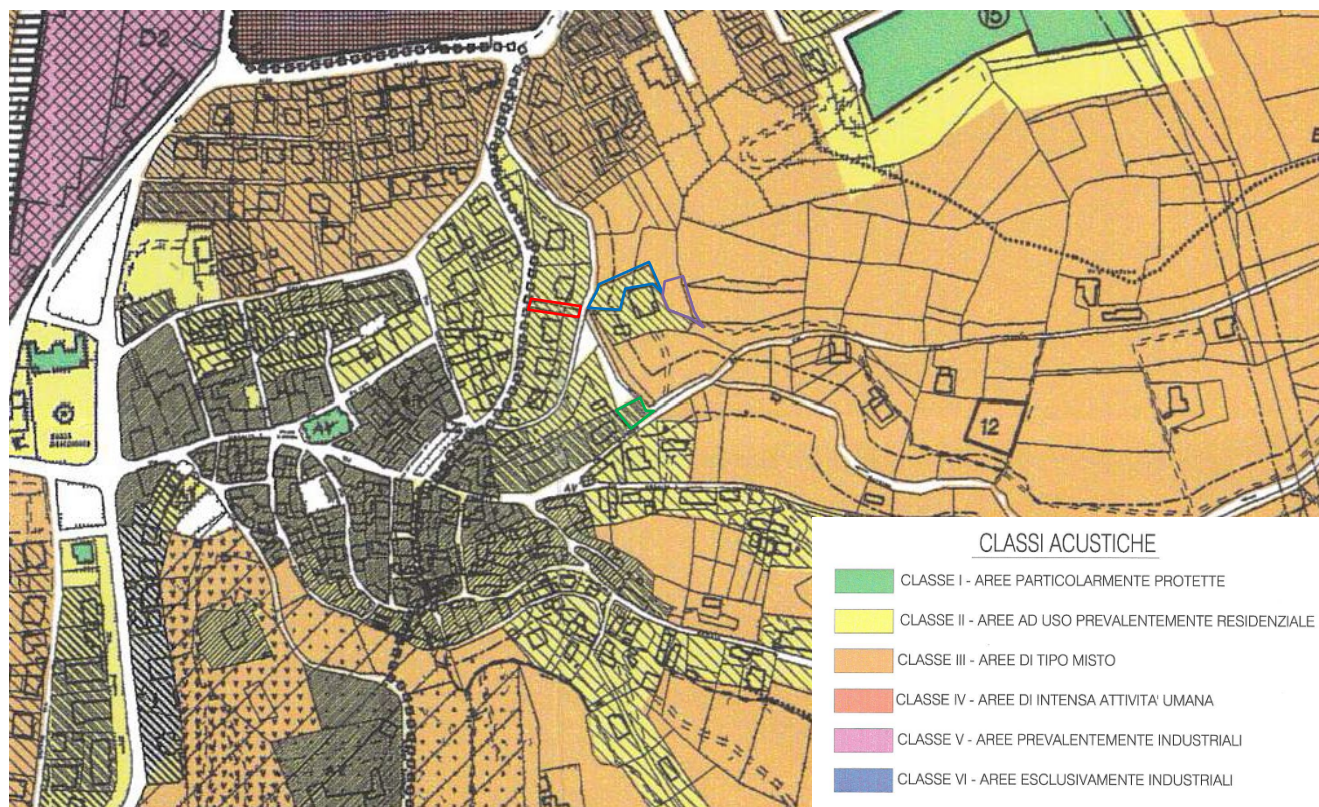 15
D2
AV
12
AV
CLASSI ACUSTICHE
CLASSE I - AREE PARTICOLARMENTE PROTETTE
CLASSE II - AREE AD USO PREVALENTEMENTE RESIDENZIALE
CLASSE III - AREE DI TIPO MISTO
CLASSE IV - AREE DI INTENSA ATTIVITA' UMANA
CLASSE V - AREE PREVALENTEMENTE INDUSTRIALI
CLASSE VI - AREE ESCLUSIVAMENTE INDUSTRIALI